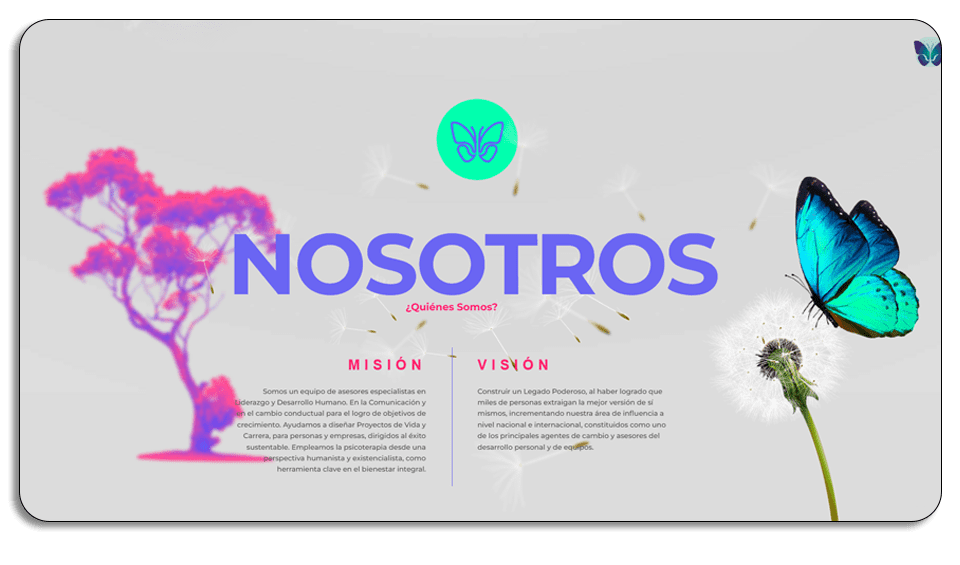 NOSOTROS
¿Quiénes Somos?
MISIÓN
Somos un equipo de asesores especialistas en
Liderazgo y Desarrollo Humano. En la Comunicación y
en el cambio conductual para el logro de objetivos de
crecimiento. Ayudamos a diseñar Proyectos de Vida y
Carrera, para personas y empresas, dirigidos al éxito
sustentable. Empleamos la psicoterapia desde una
perspectiva humanista y existencialista, como
herramienta clave en el bienestar integral.
VISIÓN
Construir un Legado Poderoso, al haber logrado que
miles de personas extraigan la mejor versión de sí
mismos, incrementando nuestra área de influencia a
nivel nacional e internacional, constituidos como uno
de los principales agentes de cambio y asesores del
desarrollo personal y de equipos.